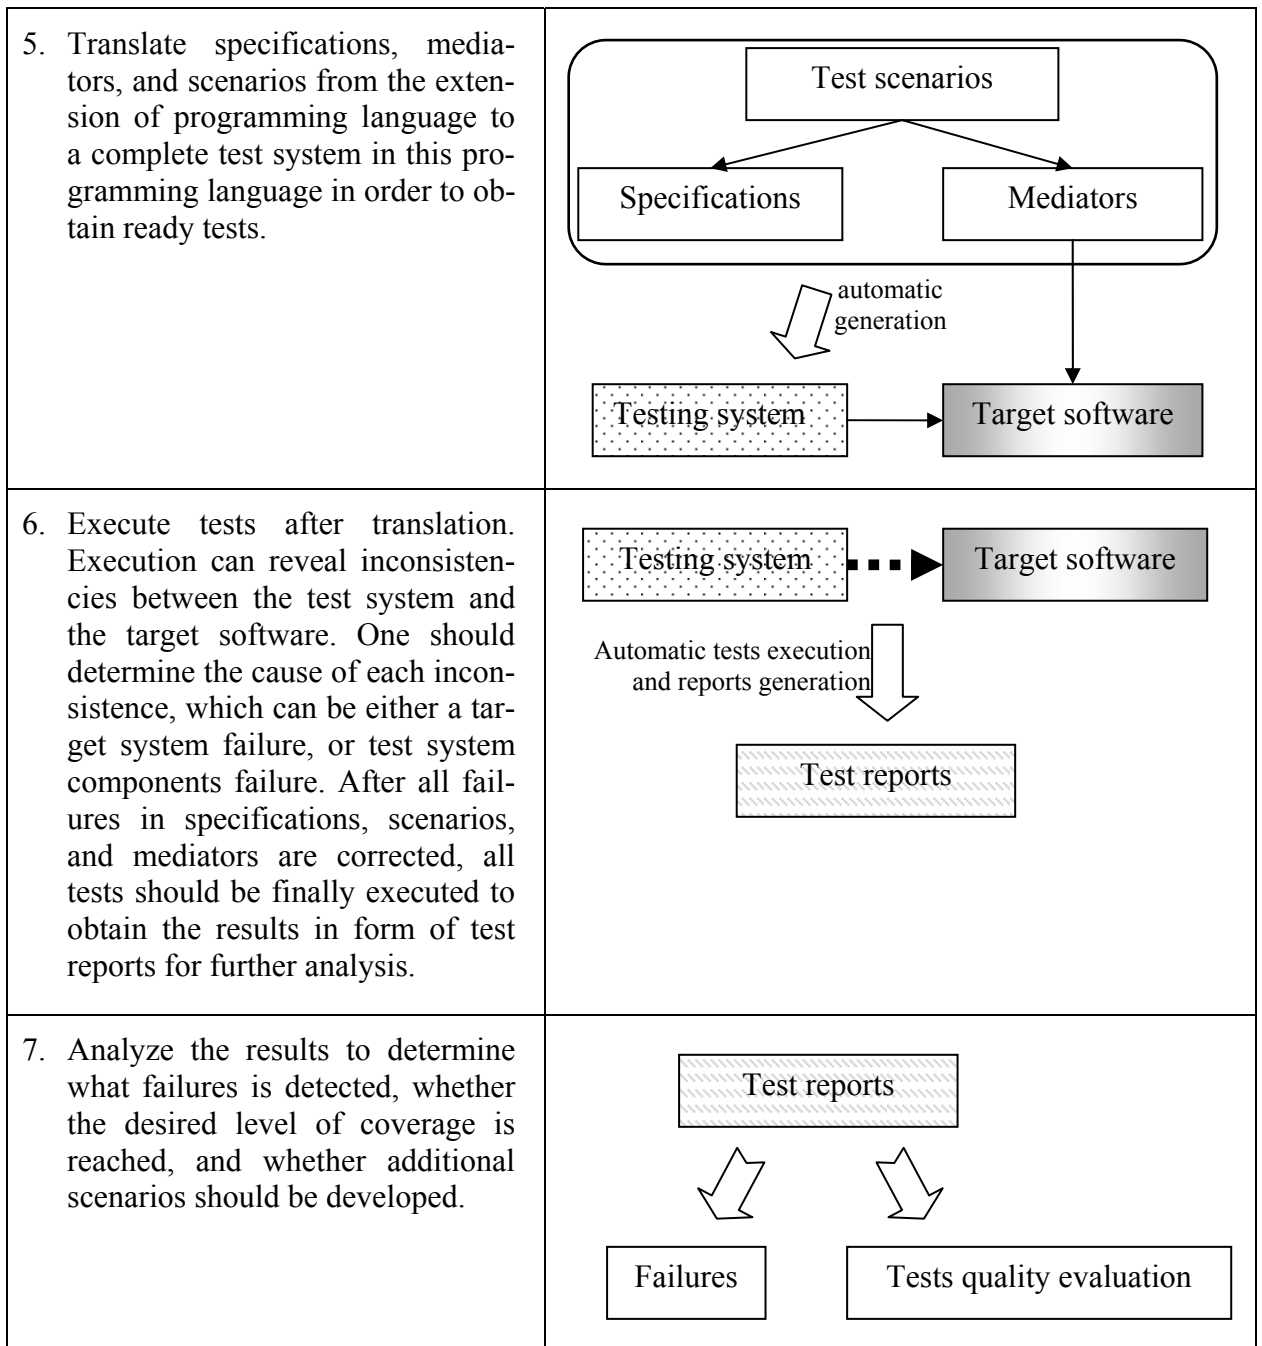 5. Translate specifications, media-
tors, and scenarios from the exten-
sion of programming language to
a complete test system in this pro-
gramming language in order to ob-
tain ready tests.
Test scenarios
Specifications
Mediators
automatic
generation
Testing system
Target software
6. Execute tests after translation.
Execution can reveal inconsisten-
cies between the test system and
the target software. One should
determine the cause of each incon-
sistence, which can be either a tar-
get system failure, or test system
components failure. After all fail-
ures in specifications, scenarios,
and mediators are corrected, all
tests should be finally executed to
obtain the results in form of test
reports for further analysis.
Testing system
Target software
Automatic tests execution
and reports generation
Test reports
7. Analyze the results to determine
what failures is detected, whether
the desired level of coverage is
reached, and whether additional
scenarios should be developed.
Test reports
Failures
Tests quality evaluation